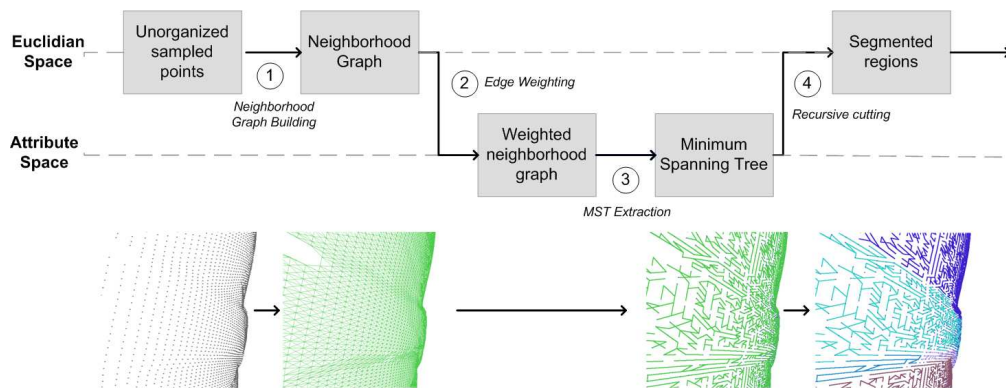 Euclidian
Space
Unorganized
sampled
points
1
Neighborhood
Graph Building
Neighborhood
Graph
2
Edge Weighting
4
Recursive cutting
Segmented
regions
Attribute
Space
Weighted
neighborhood
graph
3
MST Extraction
Minimum
Spanning Tree